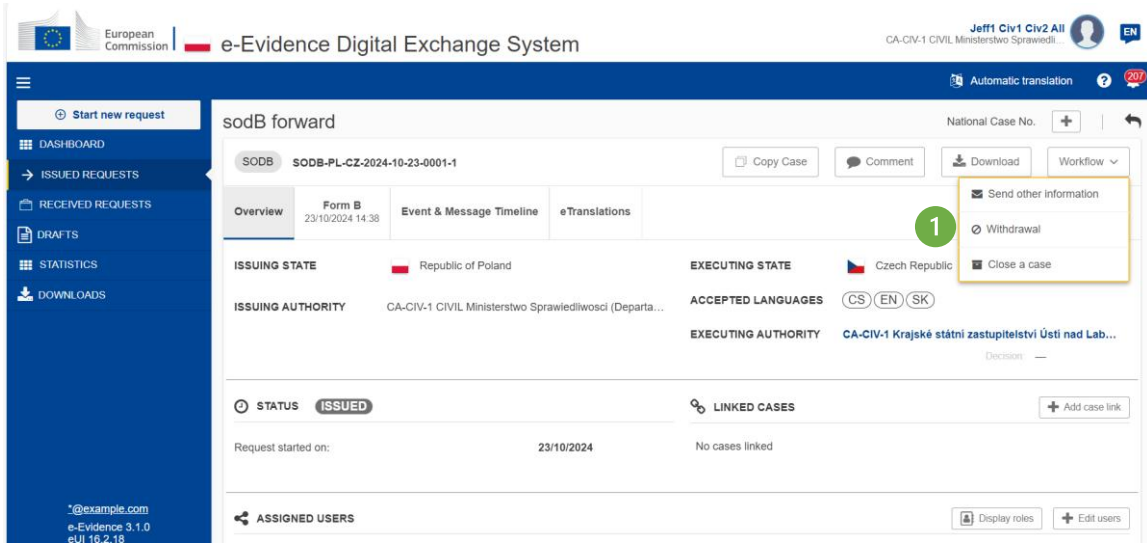 European
Commission
e-Evidence Digital Exchange System
Jeff1 Civ1 Civ2 All
CA-CIV-1 CIVIL Ministerstwo Sprawiedli...
EN
Automatic translation
?
207
Start new request
DASHBOARD
ISSUED REQUESTS
RECEIVED REQUESTS
DRAFTS
STATISTICS
DOWNLOADS
*@example.com
e-Evidence 3.1.0
eUI 16.2.18
sodB forward
National Case No.
SODB SODB-PL-CZ-2024-10-23-0001-1
Copy Case
Comment
Download
Workflow
Send other information
1
Withdrawal
Close a case
Overview
Form B
23/10/2024 14:38
Event & Message Timeline
eTranslations
ISSUING STATE Republic of Poland
ISSUING AUTHORITY CA-CIV-1 CIVIL Ministerstwo Sprawiedliwosci (Departa...
EXECUTING STATE Czech Republic
ACCEPTED LANGUAGES CS EN SK
EXECUTING AUTHORITY CA-CIV-1 Krajské státní zastupitelství Ústí nad Lab...
Decision: —
STATUS ISSUED
Request started on: 23/10/2024
LINKED CASES
Add case link
No cases linked
ASSIGNED USERS
Display roles
Edit users